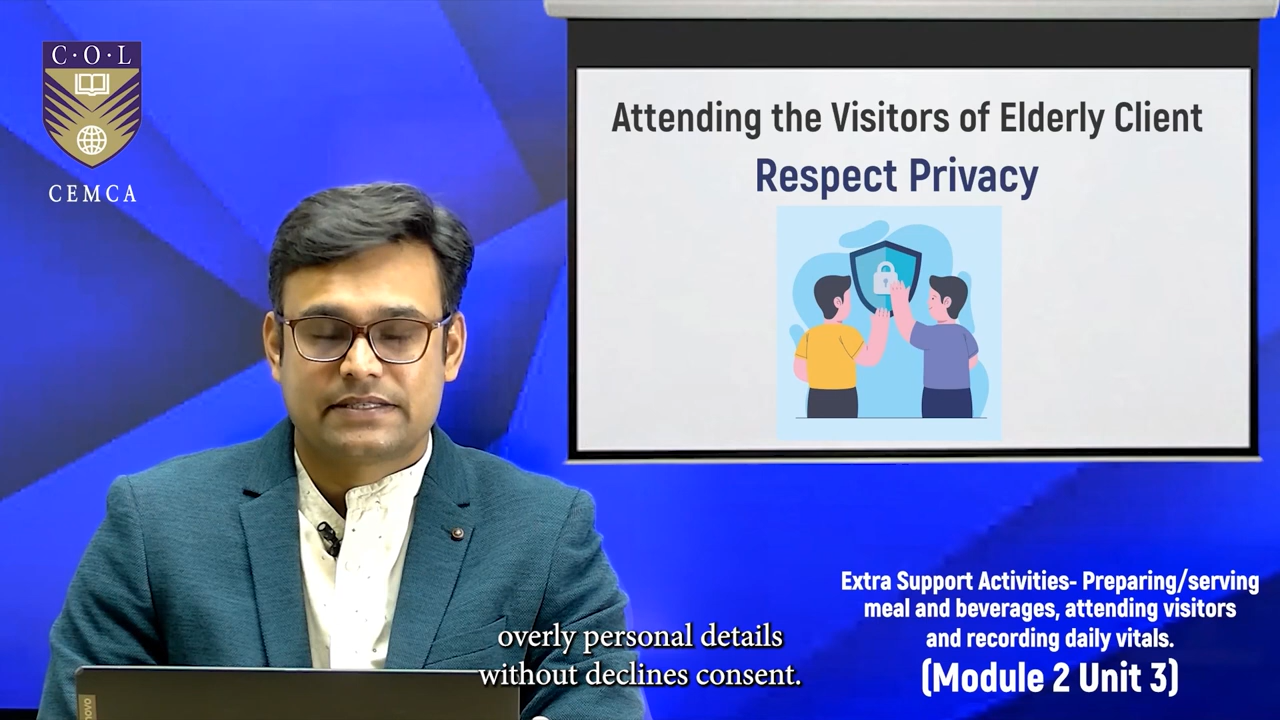 C·O·L
CEMCA
Attending the Visitors of Elderly Client
Respect Privacy
overly personal details
without declines consent.
Extra Support Activities- Preparing/serving
meal and beverages, attending visitors
and recording daily vitals.
(Module 2 Unit 3)